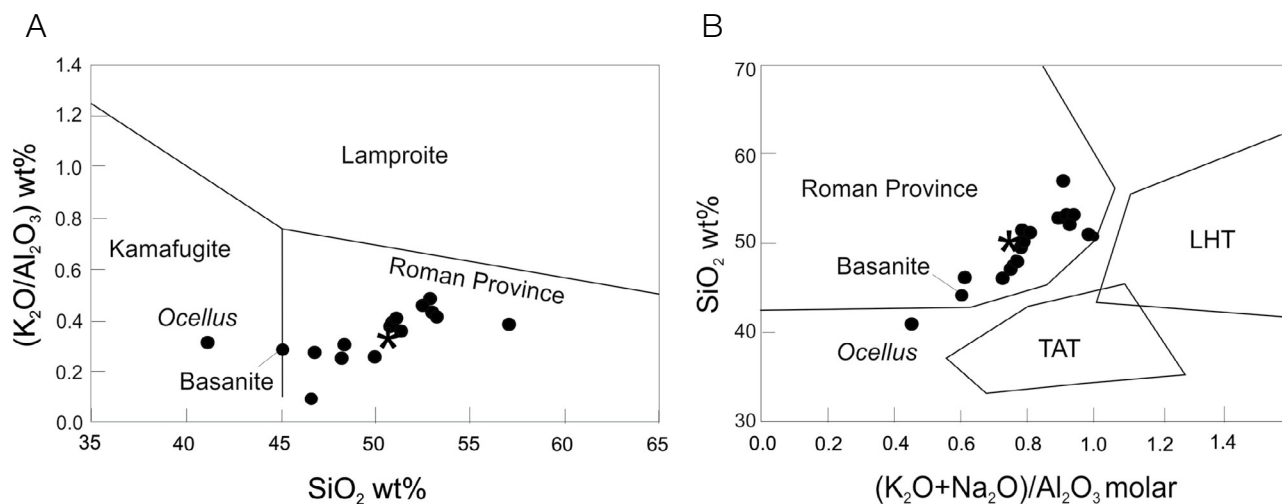 A
(K₂O/Al₂O₃) wt%
1.4
1.2
1.0
0.8
0.6
0.4
0.2
0.0
Lamproite
Kamafugite
Roman Province
Ocellus
Basanite
*
35 40 45 50 55 60 65
SiO₂ wt%
B
SiO₂ wt%
70
60
50
40
30
Roman Province
*
Basanite
LHT
Ocellus
TAT
0.0 0.2 0.4 0.6 0.8 1.0 1.2 1.4
(K₂O+Na₂O)/Al₂O₃ molar